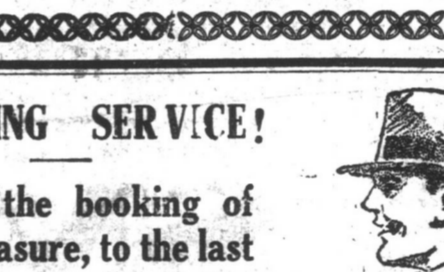 NG SERVICE!
the booking of
asure, to the last